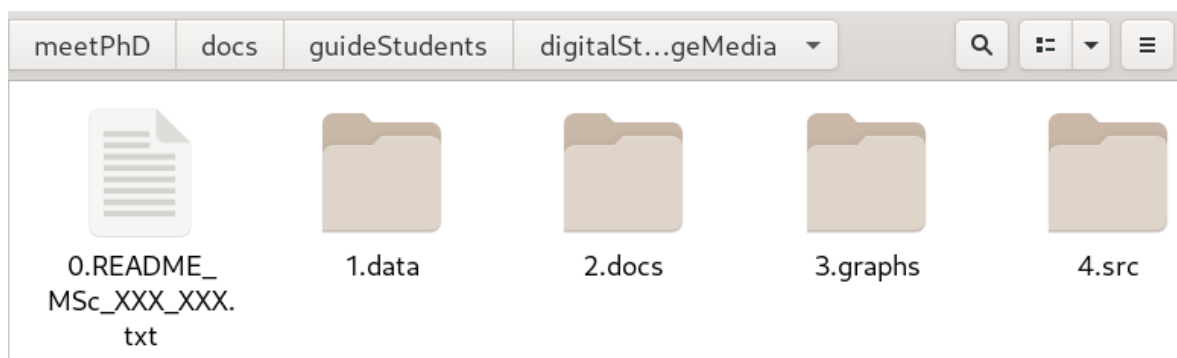 meetPhD docs guideStudents digitalSt...geMedia
0.README_ 1.data 2.docs 3.graphs 4.src
MSc_XXX_XXX.
txt